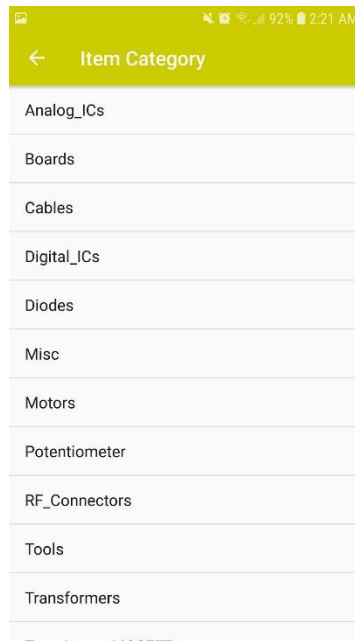 92% 2:21 AM
Item Category
Analog_ICs
Boards
Cables
Digital_ICs
Diodes
Misc
Motors
Potentiometer
RF_Connectors
Tools
Transformers